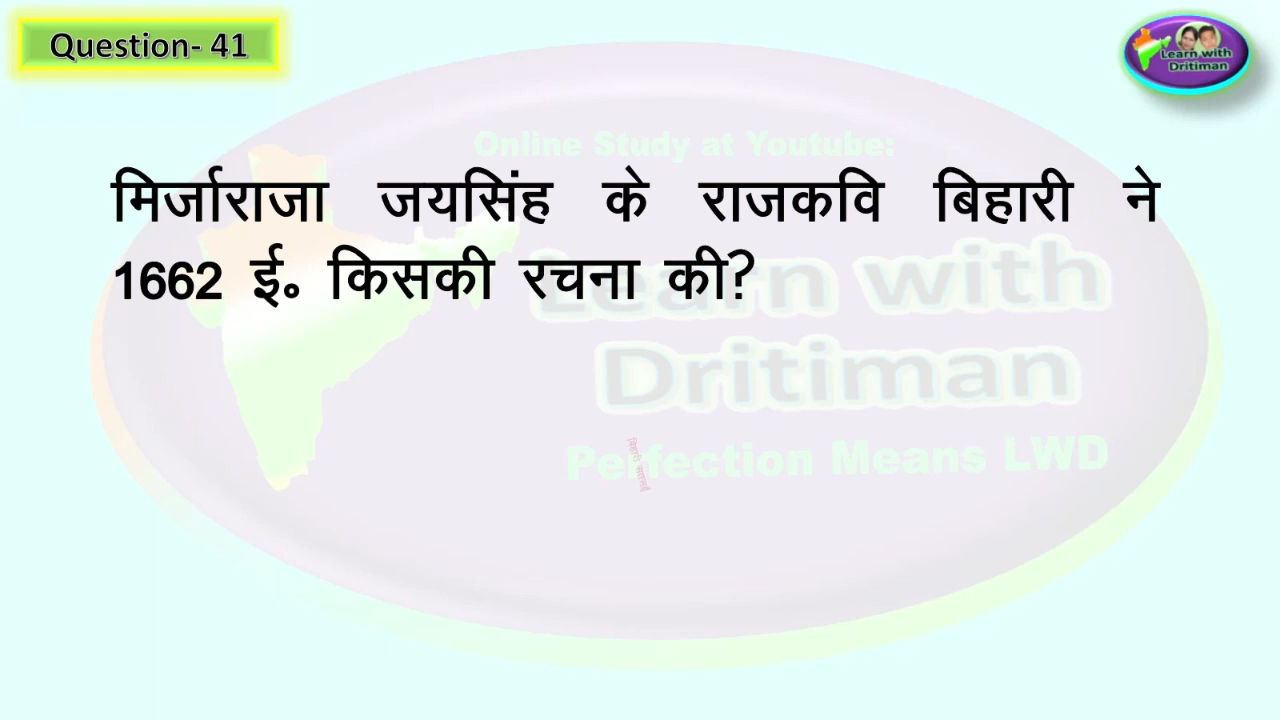 Question- 41
Learn with
Dritiman
Online Study at Youtube:
मिर्जाराजा जयसिंह के राजकवि बिहारी ने
1662 ई॰ किसकी रचना की?
Learn with
Dritiman
Perfection Means LWD
बिहारी सतसई